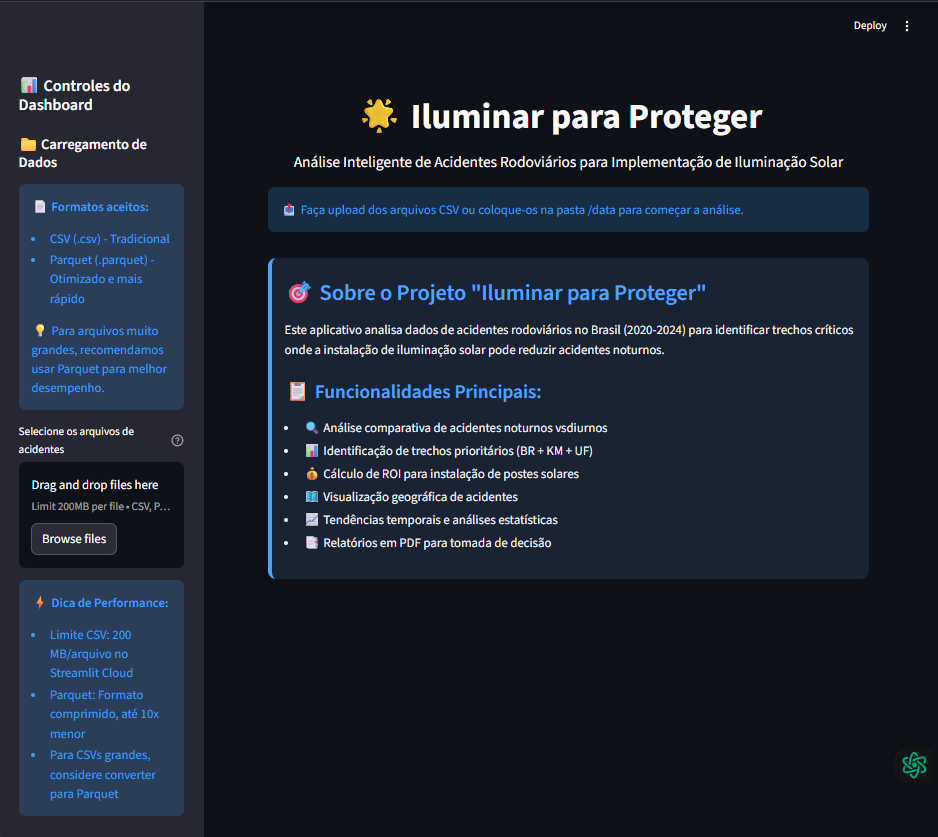 Deploy
📊 Controles do
Dashboard
📁 Carregamento de
Dados
📄 Formatos aceitos:
• CSV (.csv) - Tradicional
• Parquet (.parquet) -
Otimizado e mais
rápido
💡 Para arquivos muito
grandes, recomendamos
usar Parquet para melhor
desempenho.
Selecione os arquivos de
acidentes
Drag and drop files here
Limit 200MB per file • CSV, P...
Browse files
⚡ Dica de Performance:
• Limite CSV: 200
MB/arquivo no
Streamlit Cloud
• Parquet: Formato
comprimido, até 10x
menor
• Para CSVs grandes,
considere converter
para Parquet
🌟 Iluminar para Proteger
Análise Inteligente de Acidentes Rodoviários para Implementação de Iluminação Solar
📤 Faça upload dos arquivos CSV ou coloque-os na pasta /data para começar a análise.
🎯 Sobre o Projeto "Iluminar para Proteger"
Este aplicativo analisa dados de acidentes rodoviários no Brasil (2020-2024) para identificar trechos críticos
onde a instalação de iluminação solar pode reduzir acidentes noturnos.
📋 Funcionalidades Principais:
• 🔍 Análise comparativa de acidentes noturnos vsdiurnos
• 📊 Identificação de trechos prioritários (BR + KM + UF)
• 💰 Cálculo de ROI para instalação de postes solares
• 🗺️ Visualização geográfica de acidentes
• 📈 Tendências temporais e análises estatísticas
• 📑 Relatórios em PDF para tomada de decisão